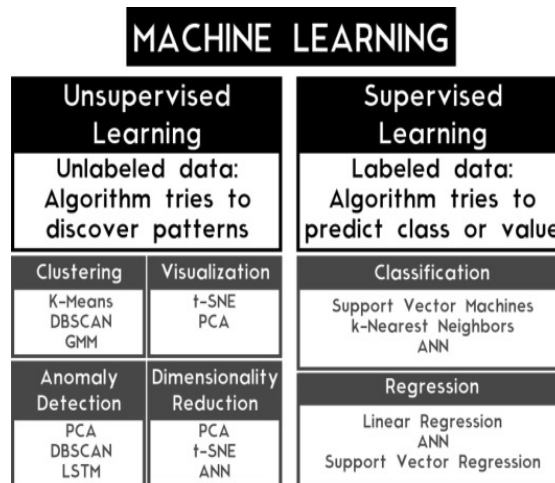 MACHINE LEARNING
Unsupervised
Learning
Unlabeled data:
Algorithm tries to
discover patterns
Clustering
K-Means
DBSCAN
GMM
Visualization
t-SNE
PCA
Anomaly
Detection
PCA
DBSCAN
LSTM
Dimensionality
Reduction
PCA
t-SNE
ANN
Supervised
Learning
Labeled data:
Algorithm tries to
predict class or value
Classification
Support Vector Machines
k-Nearest Neighbors
ANN
Regression
Linear Regression
ANN
Support Vector Regression